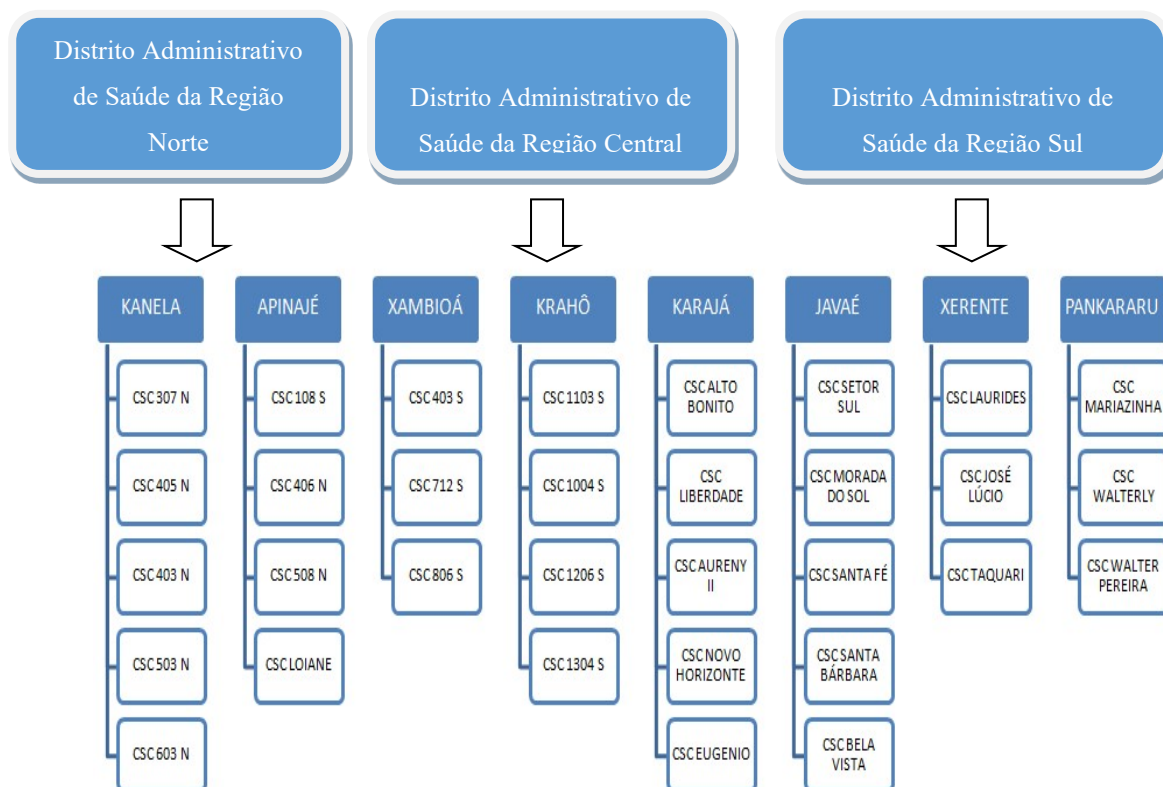 Distrito Administrativo
de Saúde da Região
Norte
Distrito Administrativo de
Saúde da Região Central
Distrito Administrativo de
Saúde da Região Sul
KANELA
CSC 307 N
CSC 405 N
CSC 403 N
CSC 503 N
CSC 603 N
APINAJÉ
CSC 108 S
CSC 406 N
CSC 508 N
CSC LOIANE
XAMBIOÁ
CSC 403 S
CSC 712 S
CSC 806 S
KRAHÔ
CSC 1103 S
CSC 1004 S
CSC 1206 S
CSC 1304 S
KARAJÁ
CSC ALTO
BONITO
CSC
LIBERDADE
CSC AURENY
II
CSC NOVO
HORIZONTE
CSC EUGENIO
JAVAÉ
CSC SETOR
SUL
CSC MORADA
DO SOL
CSC SANTA FÉ
CSC SANTA
BÁRBARA
CSC BELA
VISTA
XERENTE
CSC LAURIDES
CSC JOSÉ
LÚCIO
CSC TAQUARI
PANKARARU
CSC
MARIAZINHA
CSC
WALTERLY
CSC WALTER
PEREIRA